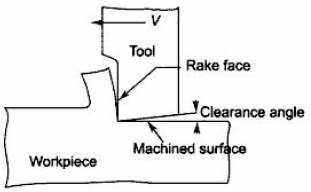 V
Tool
Rake face
Clearance angle
Machined surface
Workpiece